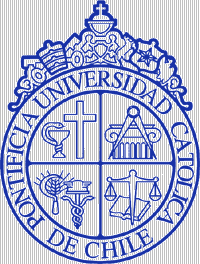 PONTIFICIA UNIVERSIDAD CATOLICA
DE CHILE